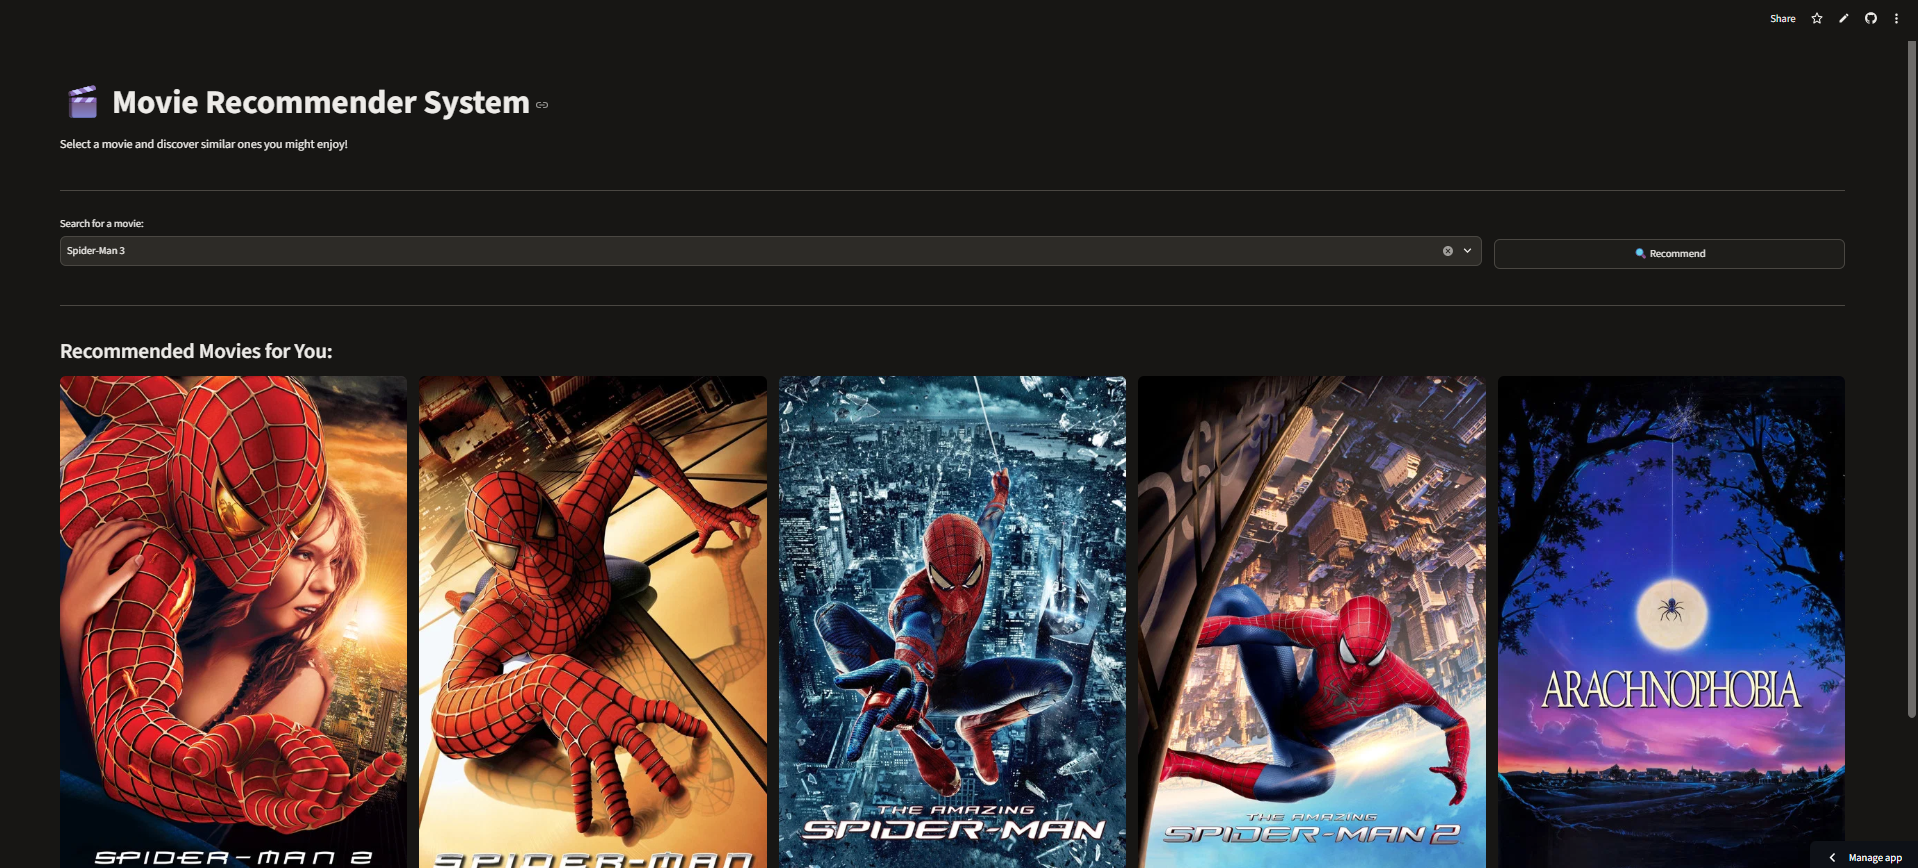 Share
Movie Recommender System
Select a movie and discover similar ones you might enjoy!
Search for a movie:
Spider-Man 3
Recommend
Recommended Movies for You:
SPIDER-MAN 2
SPIDER-MAN
THE AMAZING
SPIDER-MAN
THE AMAZING
SPIDER-MAN 2
ARACHNOPHOBIA
Manage app